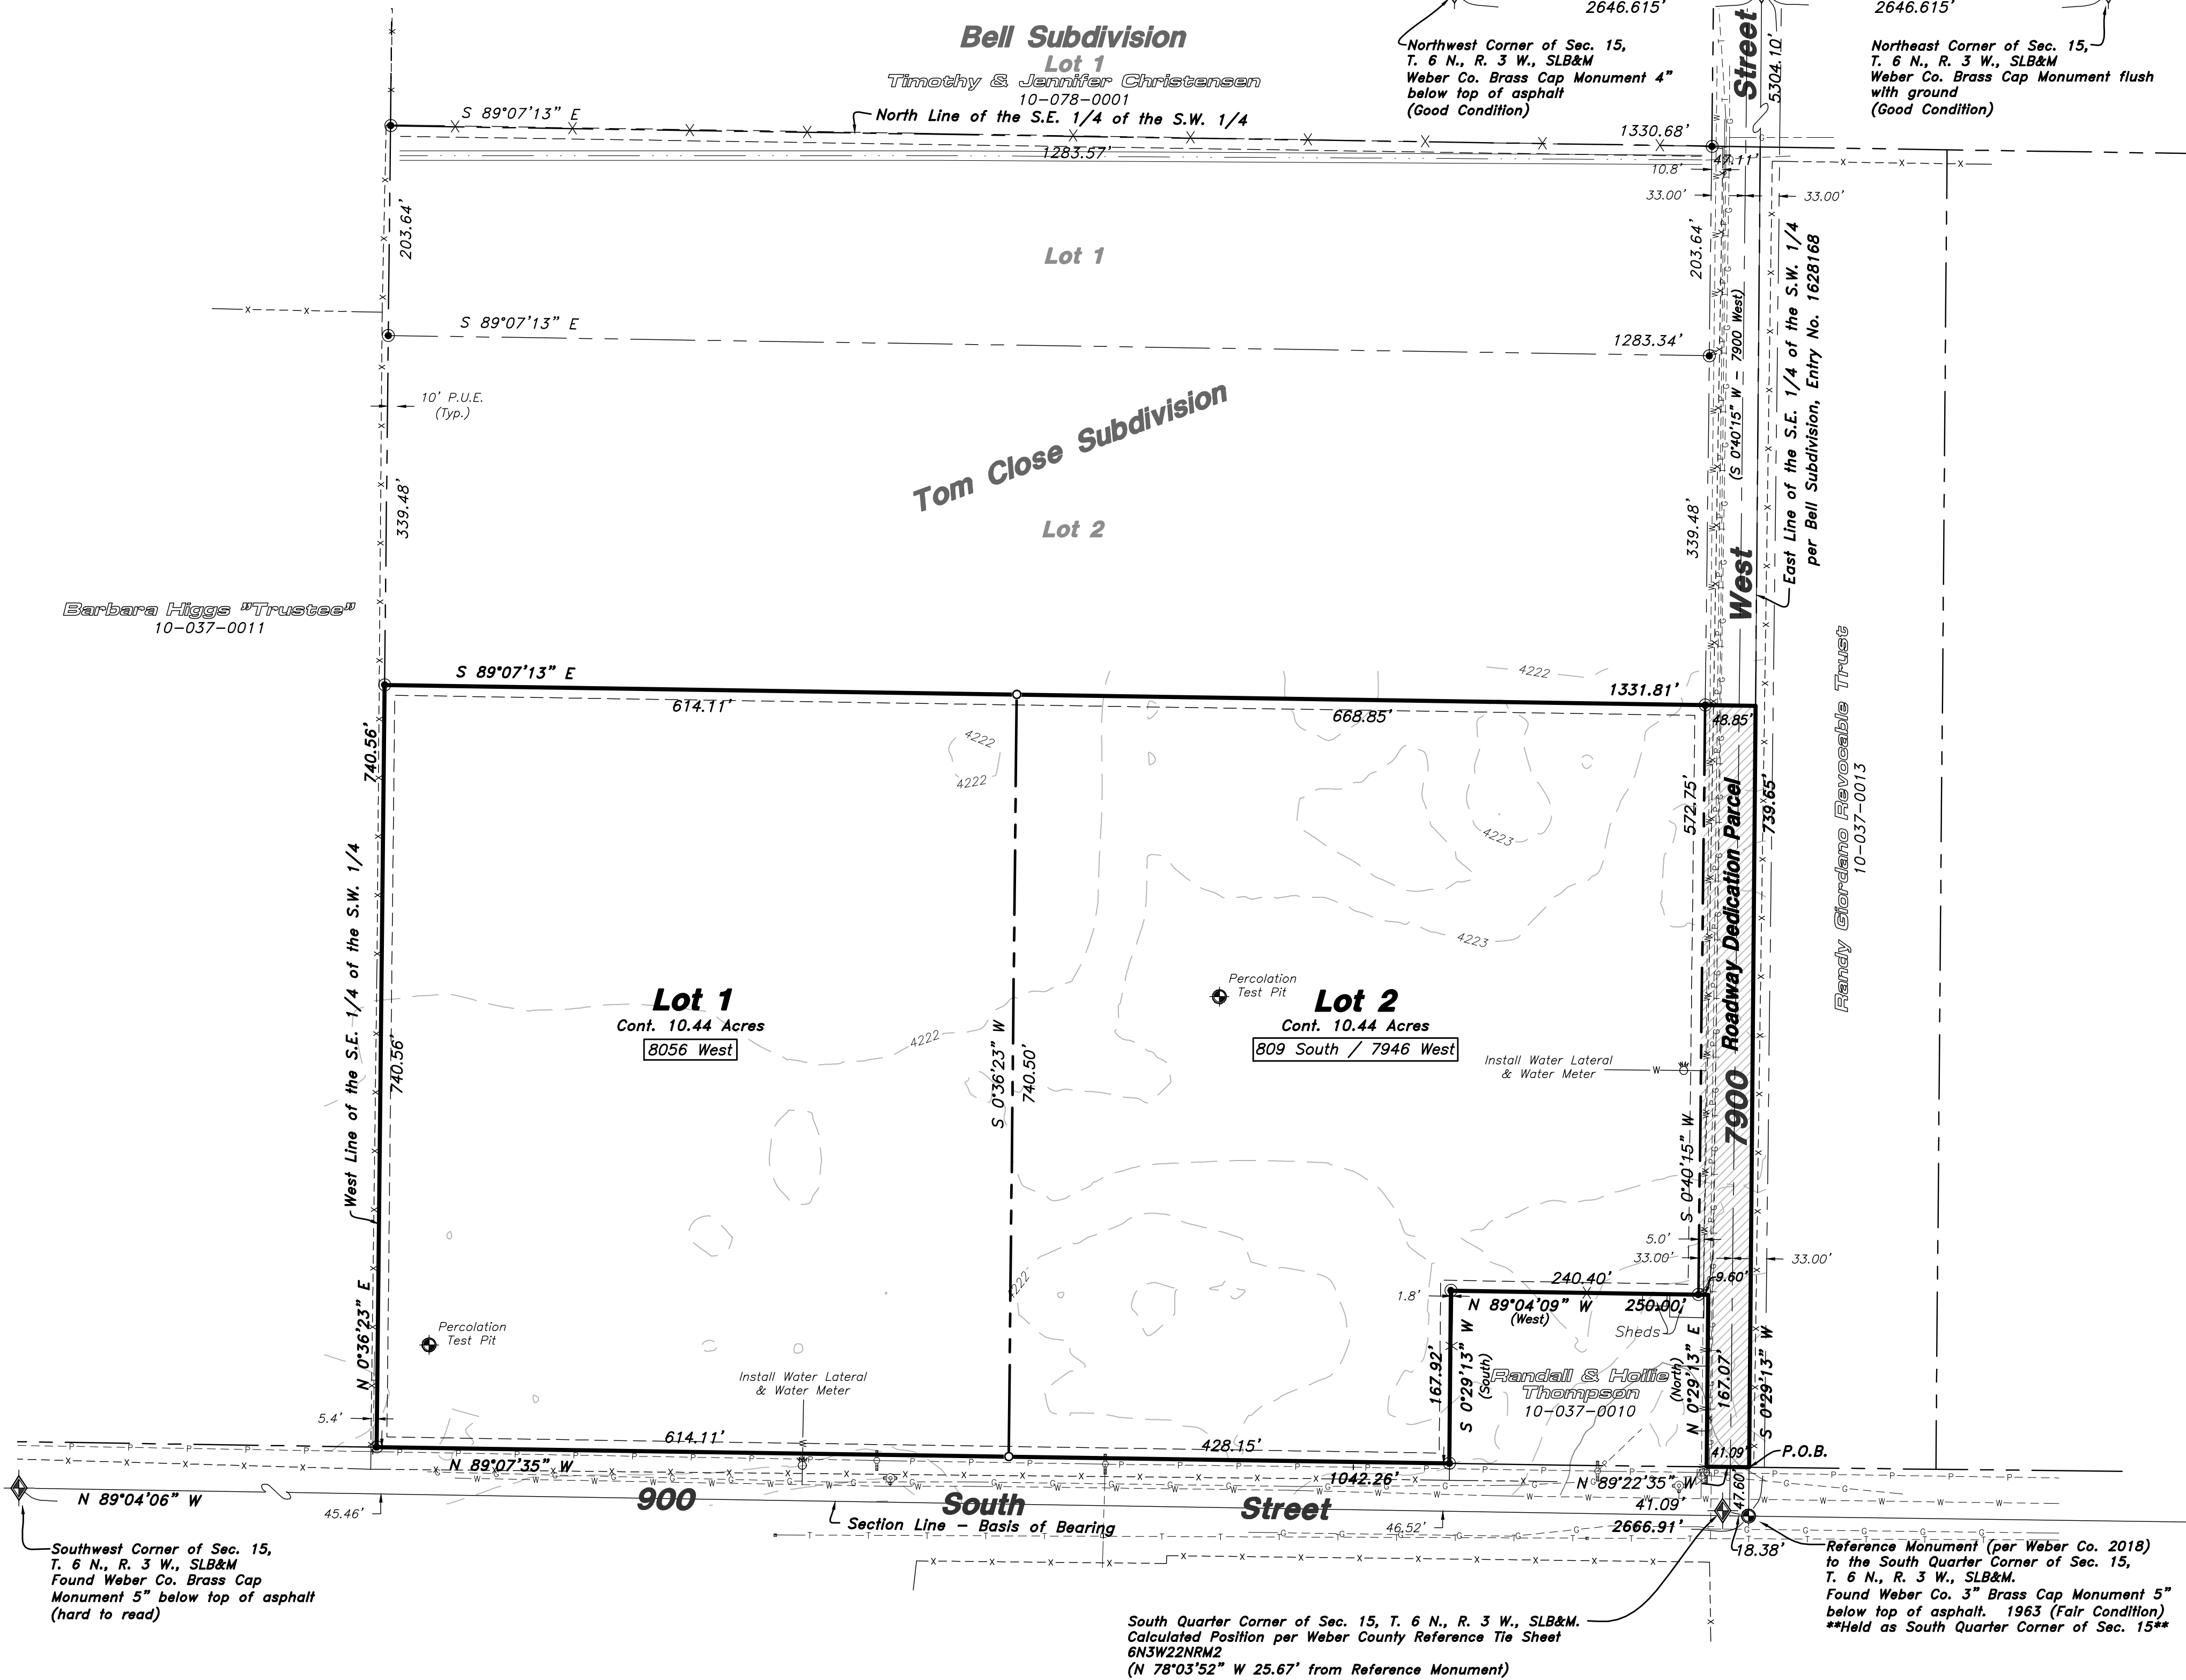 2646.615'
2646.615'
Bell Subdivision
Lot 1
Timothy & Jennifer Christensen
10-078-0001
North Line of the S.E. 1/4 of the S.W. 1/4
Northwest Corner of Sec. 15,
T. 6 N., R. 3 W., SLB&M
Weber Co. Brass Cap Monument 4"
below top of asphalt
(Good Condition)
Street
5304.10'
Northeast Corner of Sec. 15,
T. 6 N., R. 3 W., SLB&M
Weber Co. Brass Cap Monument flush
with ground
(Good Condition)
S 89°07'13" E
1330.68'
1283.57'
47.11'
10.8'
33.00'
33.00'
203.64'
203.64'
Lot 1
S 89°07'13" E
1283.34'
(S 0°40'15" W - 7900 West)
East Line of the S.E. 1/4 of the S.W. 1/4
per Bell Subdivision, Entry No. 1628168
10' P.U.E.
(Typ.)
Tom Close Subdivision
339.48'
339.48'
Lot 2
West
Barbara Higgs "Trustee"
10-037-0011
Randy Giordano Revocable Trust
10-037-0013
S 89°07'13" E
1331.81'
614.11'
668.85'
48.85'
4222
4222
4222
4223
4223
4222
4222
740.56'
572.75'
739.65'
Roadway Dedication Parcel
7900
West Line of the S.E. 1/4 of the S.W. 1/4
740.56'
Lot 1
Cont. 10.44 Acres
8056 West
S 0°36'23" W
740.50'
Percolation
Test Pit
Lot 2
Cont. 10.44 Acres
809 South / 7946 West
Install Water Lateral
& Water Meter
S 0°40'15" W
5.0'
33.00'
33.00'
240.40'
9.60'
1.8'
N 89°04'09" W
250.00'
(West)
Sheds
N 0°36'23" E
Percolation
Test Pit
167.92'
S 0°29'13" W
(South)
Randall & Hollie
Thompson
10-037-0010
(North)
N 0°29'13" E
167.07'
S 0°29'13" W
Install Water Lateral
& Water Meter
5.4'
614.11'
428.15'
41.09'
P.O.B.
N 89°07'35" W
1042.26'
N 89°22'35" W
41.09'
47.60'
N 89°04'06" W
45.46'
900
South
Street
Section Line - Basis of Bearing
46.52'
2666.91'
18.38'
Southwest Corner of Sec. 15,
T. 6 N., R. 3 W., SLB&M
Found Weber Co. Brass Cap
Monument 5" below top of asphalt
(hard to read)
Reference Monument (per Weber Co. 2018)
to the South Quarter Corner of Sec. 15,
T. 6 N., R. 3 W., SLB&M.
Found Weber Co. 3" Brass Cap Monument 5"
below top of asphalt. 1963 (Fair Condition)
**Held as South Quarter Corner of Sec. 15**
South Quarter Corner of Sec. 15, T. 6 N., R. 3 W., SLB&M.
Calculated Position per Weber County Reference Tie Sheet
6N3W22NRM2
(N 78°03'52" W 25.67' from Reference Monument)